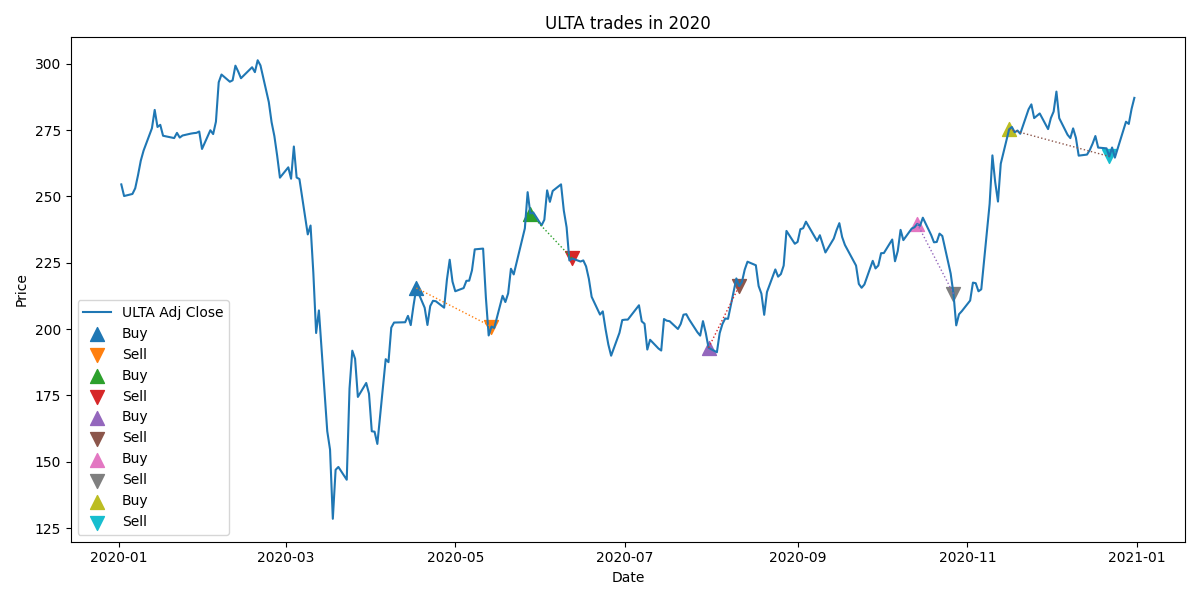 ULTA trades in 2020
Price
300
275
250
225
200
175
150
125
ULTA Adj Close
Buy
Sell
Buy
Sell
Buy
Sell
Buy
Sell
Buy
Sell
2020-01
2020-03
2020-05
2020-07
2020-09
2020-11
2021-01
Date